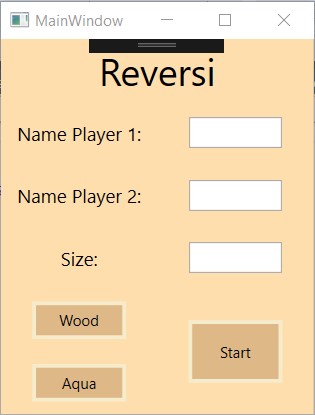 MainWindow
Reversi
Name Player 1:
Name Player 2:
Size:
Wood
Start
Aqua